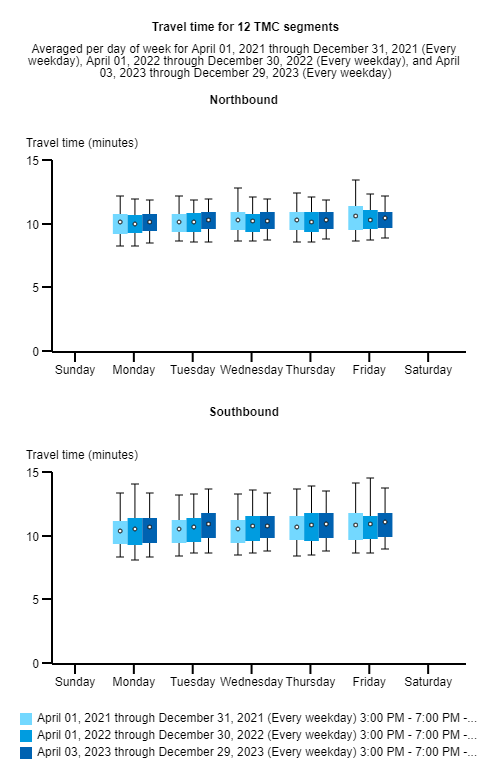 Travel time for 12 TMC segments
Averaged per day of week for April 01, 2021 through December 31, 2021 (Every
weekday), April 01, 2022 through December 30, 2022 (Every weekday), and April
03, 2023 through December 29, 2023 (Every weekday)
Northbound
Travel time (minutes)
15
10
5
0
Sunday Monday Tuesday Wednesday Thursday Friday Saturday
Southbound
Travel time (minutes)
15
10
5
0
Sunday Monday Tuesday Wednesday Thursday Friday Saturday
April 01, 2021 through December 31, 2021 (Every weekday) 3:00 PM - 7:00 PM -...
April 01, 2022 through December 30, 2022 (Every weekday) 3:00 PM - 7:00 PM -...
April 03, 2023 through December 29, 2023 (Every weekday) 3:00 PM - 7:00 PM -...